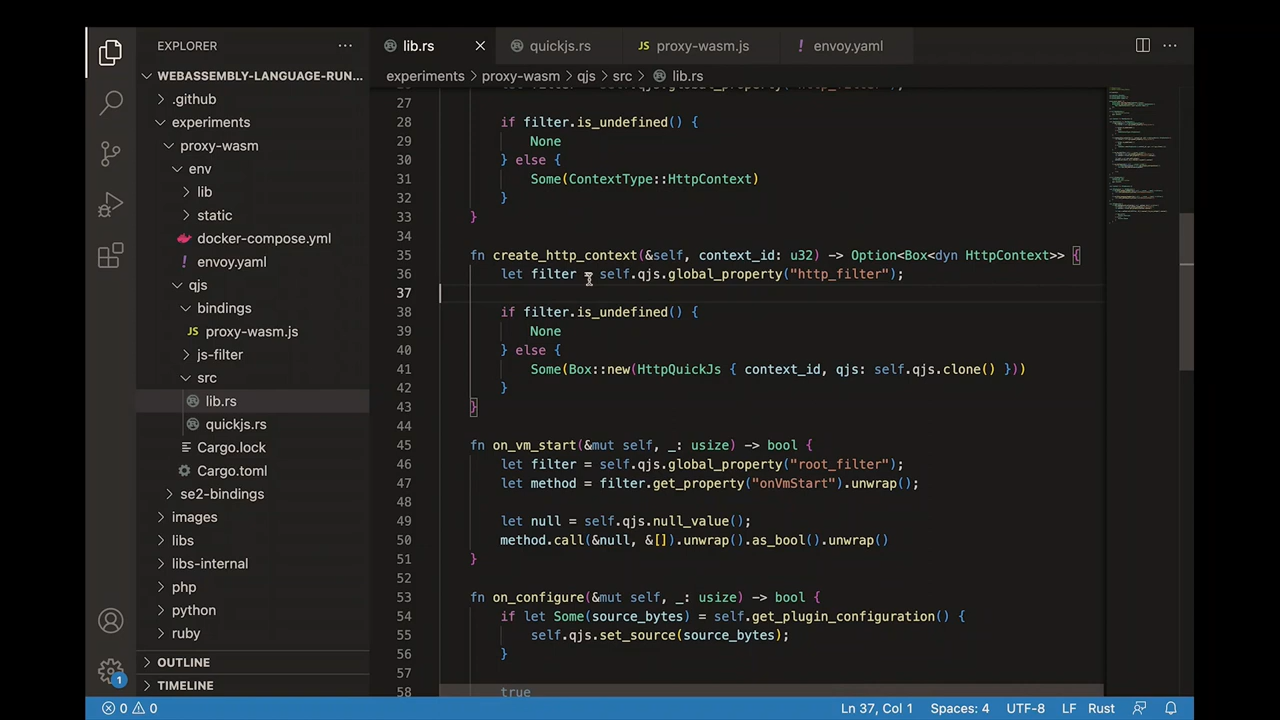 EXPLORER
WEBASSEMBLY-LANGUAGE-RUN...
.github
experiments
proxy-wasm
env
lib
static
docker-compose.yml
envoy.yaml
qjs
bindings
JS proxy-wasm.js
js-filter
src
lib.rs
quickjs.rs
Cargo.lock
Cargo.toml
se2-bindings
images
libs
libs-internal
php
python
ruby
OUTLINE
TIMELINE
1
lib.rs quickjs.rs JS proxy-wasm.js envoy.yaml
experiments > proxy-wasm > qjs > src > lib.rs
27
28 if filter.is_undefined() {
29 None
30 } else {
31 Some(ContextType::HttpContext)
32 }
33 }
34
35 fn create_http_context(&self, context_id: u32) -> Option<Box<dyn HttpContext>> {
36 let filter = self.qjs.global_property("http_filter");
37
38 if filter.is_undefined() {
39 None
40 } else {
41 Some(Box::new(HttpQuickJs { context_id, qjs: self.qjs.clone() }))
42 }
43 }
44
45 fn on_vm_start(&mut self, _: usize) -> bool {
46 let filter = self.qjs.global_property("root_filter");
47 let method = filter.get_property("onVmStart").unwrap();
48
49 let null = self.qjs.null_value();
50 method.call(&null, &[]).unwrap().as_bool().unwrap()
51 }
52
53 fn on_configure(&mut self, _: usize) -> bool {
54 if let Some(source_bytes) = self.get_plugin_configuration() {
55 self.qjs.set_source(source_bytes);
56 }
57
58 true
0 0 Ln 37, Col 1 Spaces: 4 UTF-8 LF Rust